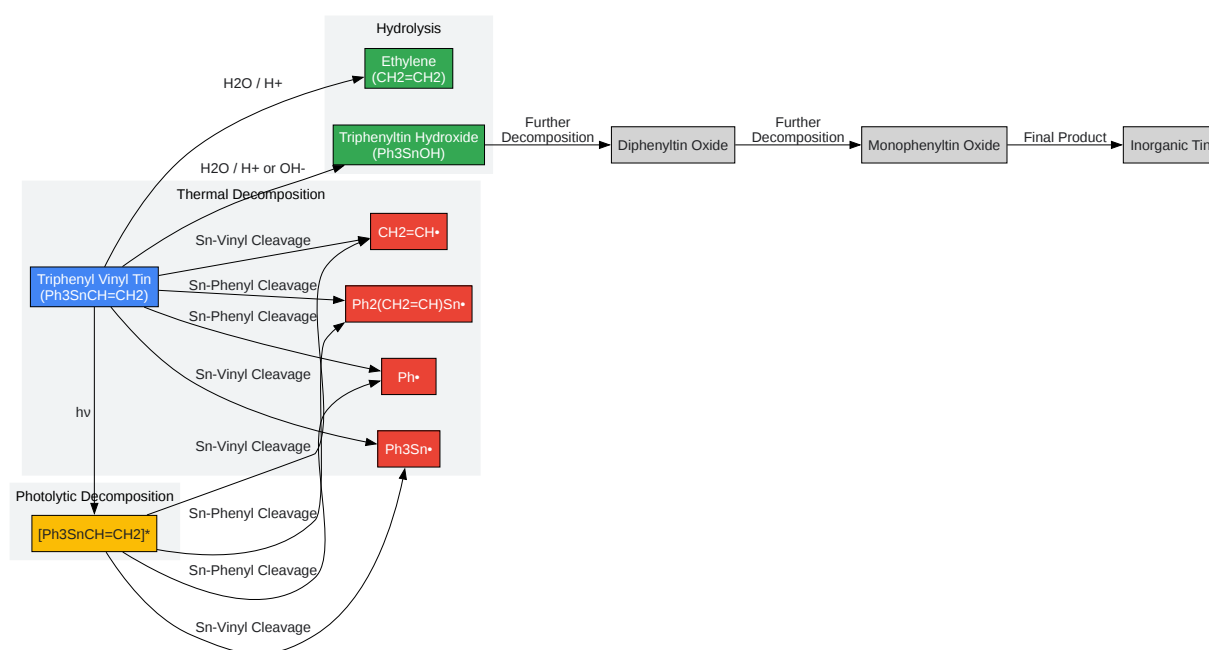 Hydrolysis
Ethylene
(CH2=CH2)
H2O / H+
Triphenyltin Hydroxide
(Ph3SnOH)
Further
Decomposition
Diphenyltin Oxide
Further
Decomposition
Monophenyltin Oxide
Final Product
Inorganic Tin
H2O / H+ or OH-
Thermal Decomposition
CH2=CH•
Sn-Vinyl Cleavage
Triphenyl Vinyl Tin
(Ph3SnCH=CH2)
Sn-Phenyl Cleavage
Ph2(CH2=CH)Sn•
Sn-Phenyl Cleavage
Sn-Vinyl Cleavage
Ph•
hν
Sn-Vinyl Cleavage
Ph3Sn•
Photolytic Decomposition
[Ph3SnCH=CH2]*
Sn-Phenyl Cleavage
Sn-Phenyl Cleavage
Sn-Vinyl Cleavage